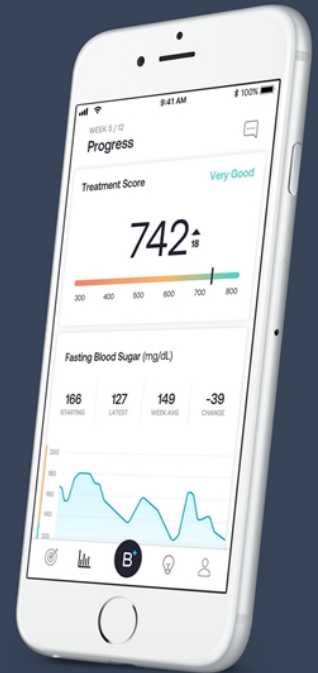 9:41 AM
100%
WEEK 5 / 12
Progress
Treatment Score
Very Good
742
18
300 400 500 600 700 800
Fasting Blood Sugar (mg/dL)
166 127 149 -39
STARTING LATEST WEEK AVG CHANGE
200
180
160
140
120
B+